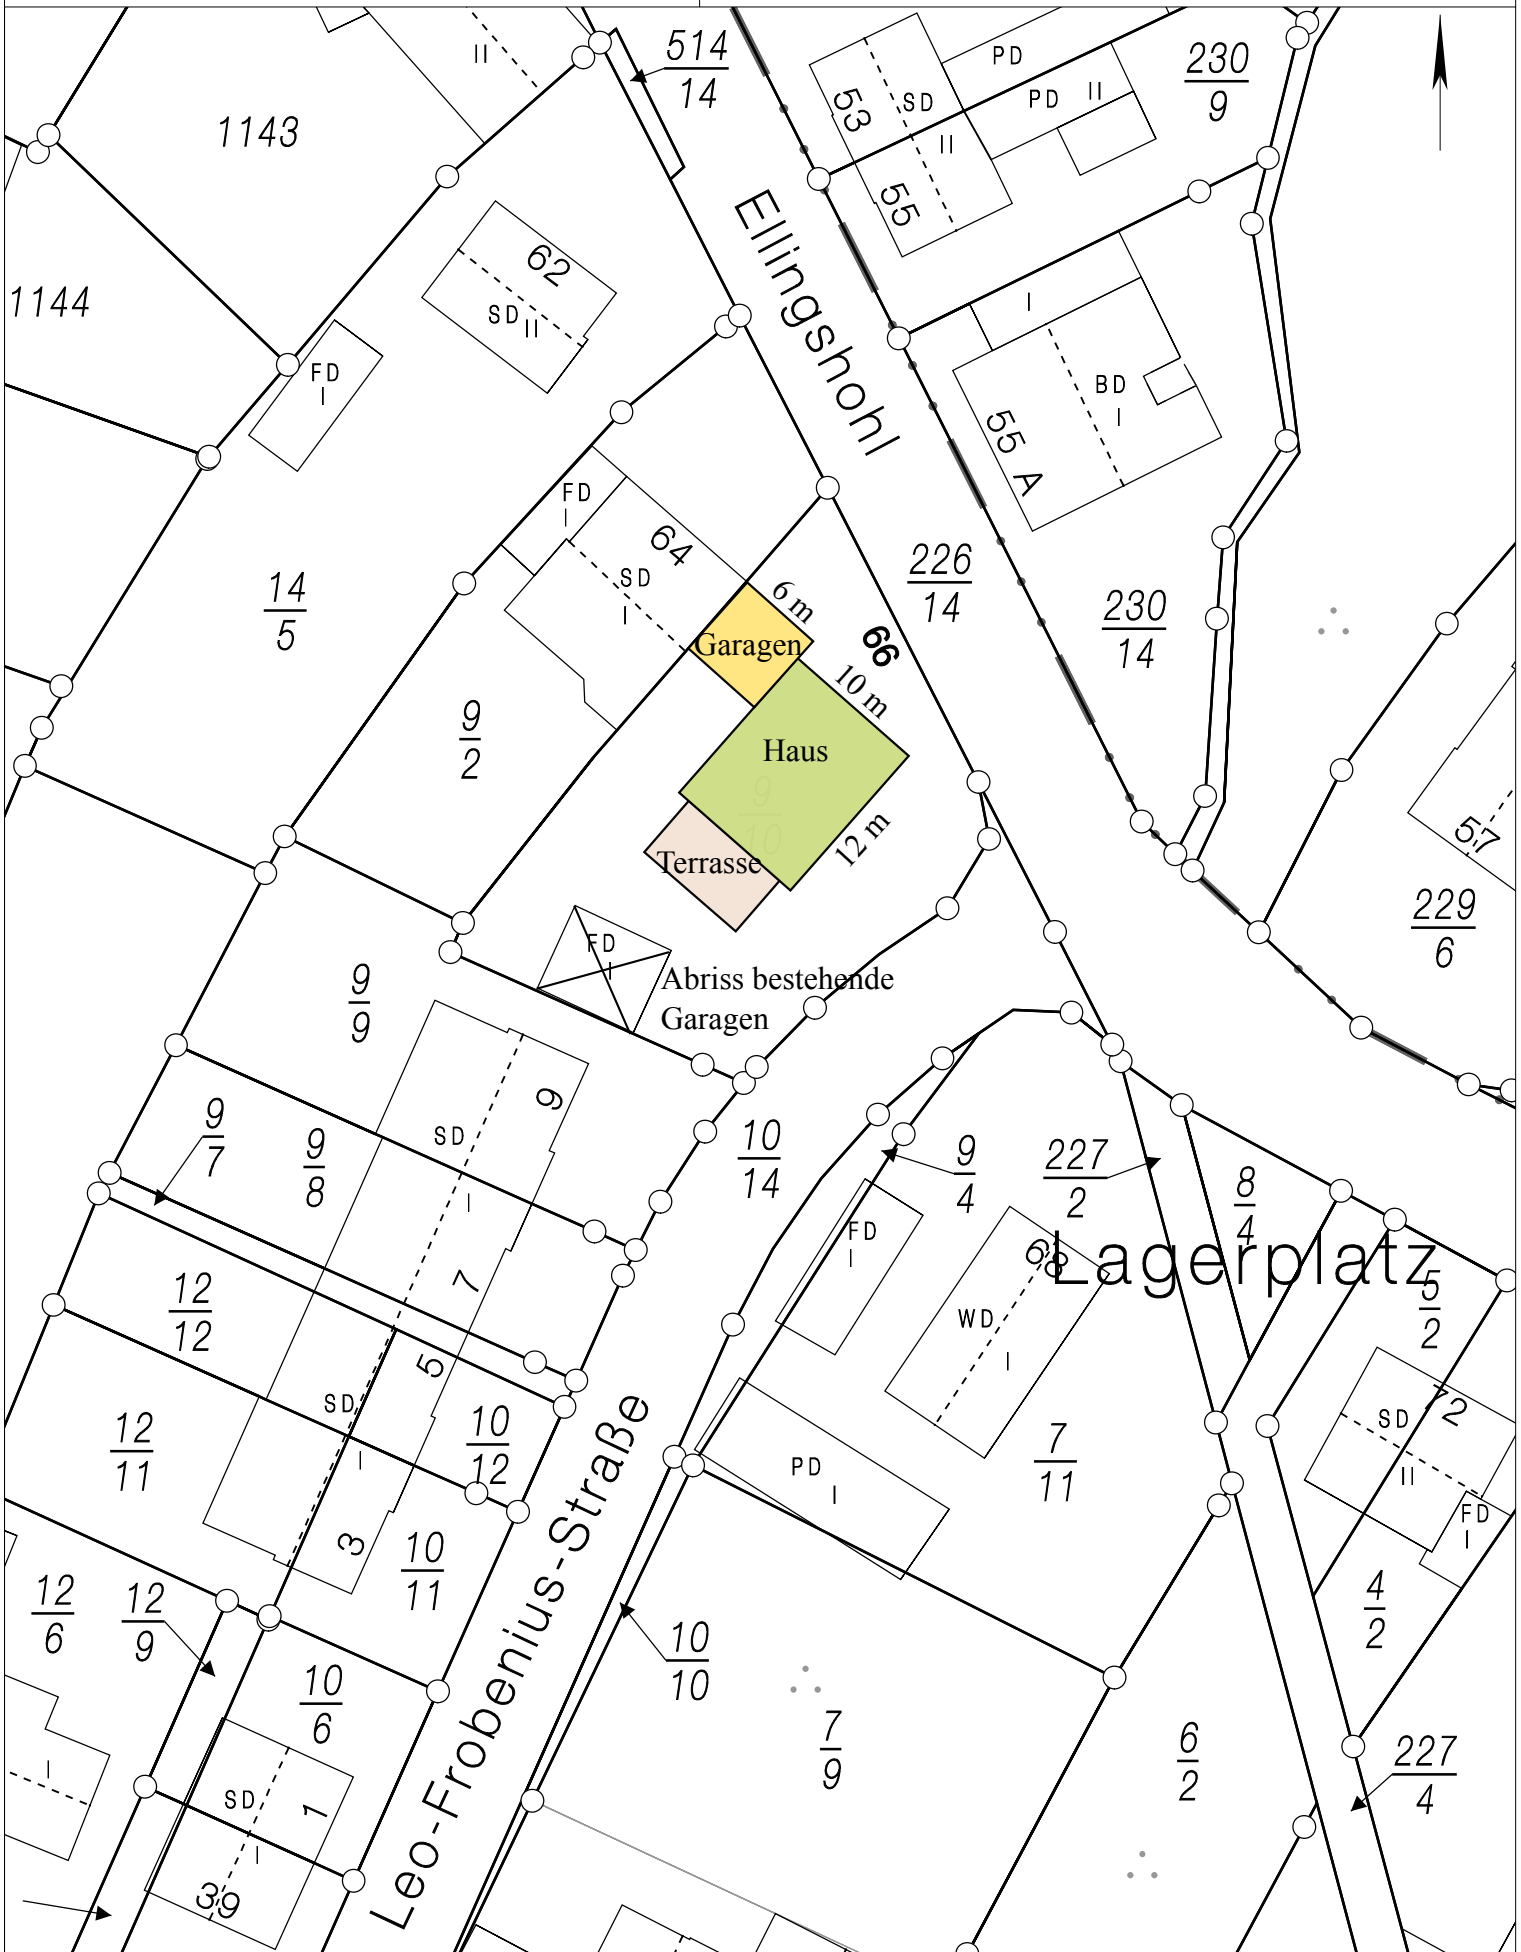 II
514
14
1143
53
SD
II
55
PD
PD II
230
9
62
SD II
1144
FD
I
Ellingshohl
I
BD
I
55 A
FD
I
64
SD
I
14
5
6 m
Garagen
66
226
14
230
14
10 m
9
2
Haus
9
10
12 m
Terrasse
57
229
6
FD
I
Abriss bestehende
Garagen
9
9
9
SD
I
9
7
9
8
10
14
9
4
227
2
8
4
FD
I
68
Lagerplatz
WD
I
7
5
2
12
12
5
SD
I
72
SD
II
12
11
10
12
PD
I
7
11
FD
I
3
10
11
Leo-Frobenius-Straße
12
6
12
9
10
10
4
2
10
6
7
9
6
2
227
4
I
SD
I
1
39